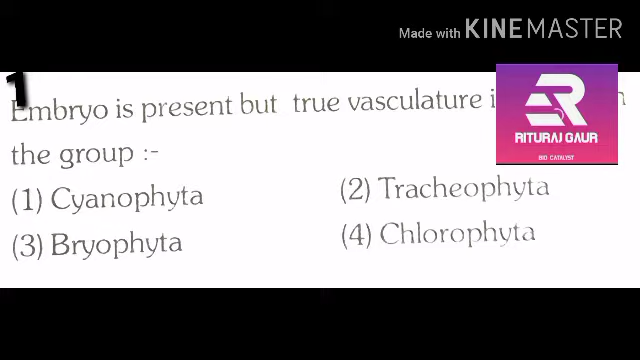 Made with KINEMASTER
1
Embryo is present but true vasculature
RITURAJ GAUR
BIO CATALYST
the group :-
(1) Cyanophyta
(2) Tracheophyta
(3) Bryophyta
(4) Chlorophyta